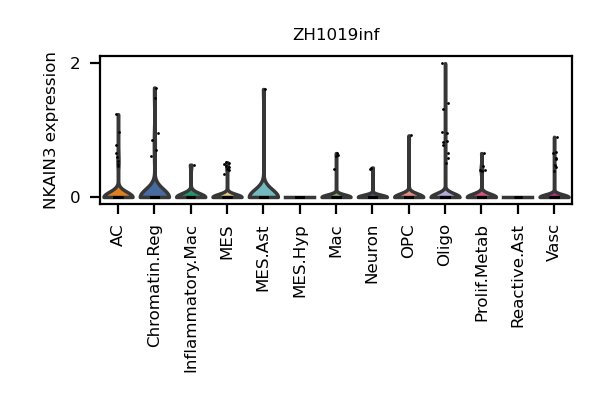 ZH1019inf
NKAIN3 expression
2
0
AC
Chromatin.Reg
Inflammatory.Mac
MES
MES.Ast
MES.Hyp
Mac
Neuron
OPC
Oligo
Prolif.Metab
Reactive.Ast
Vasc